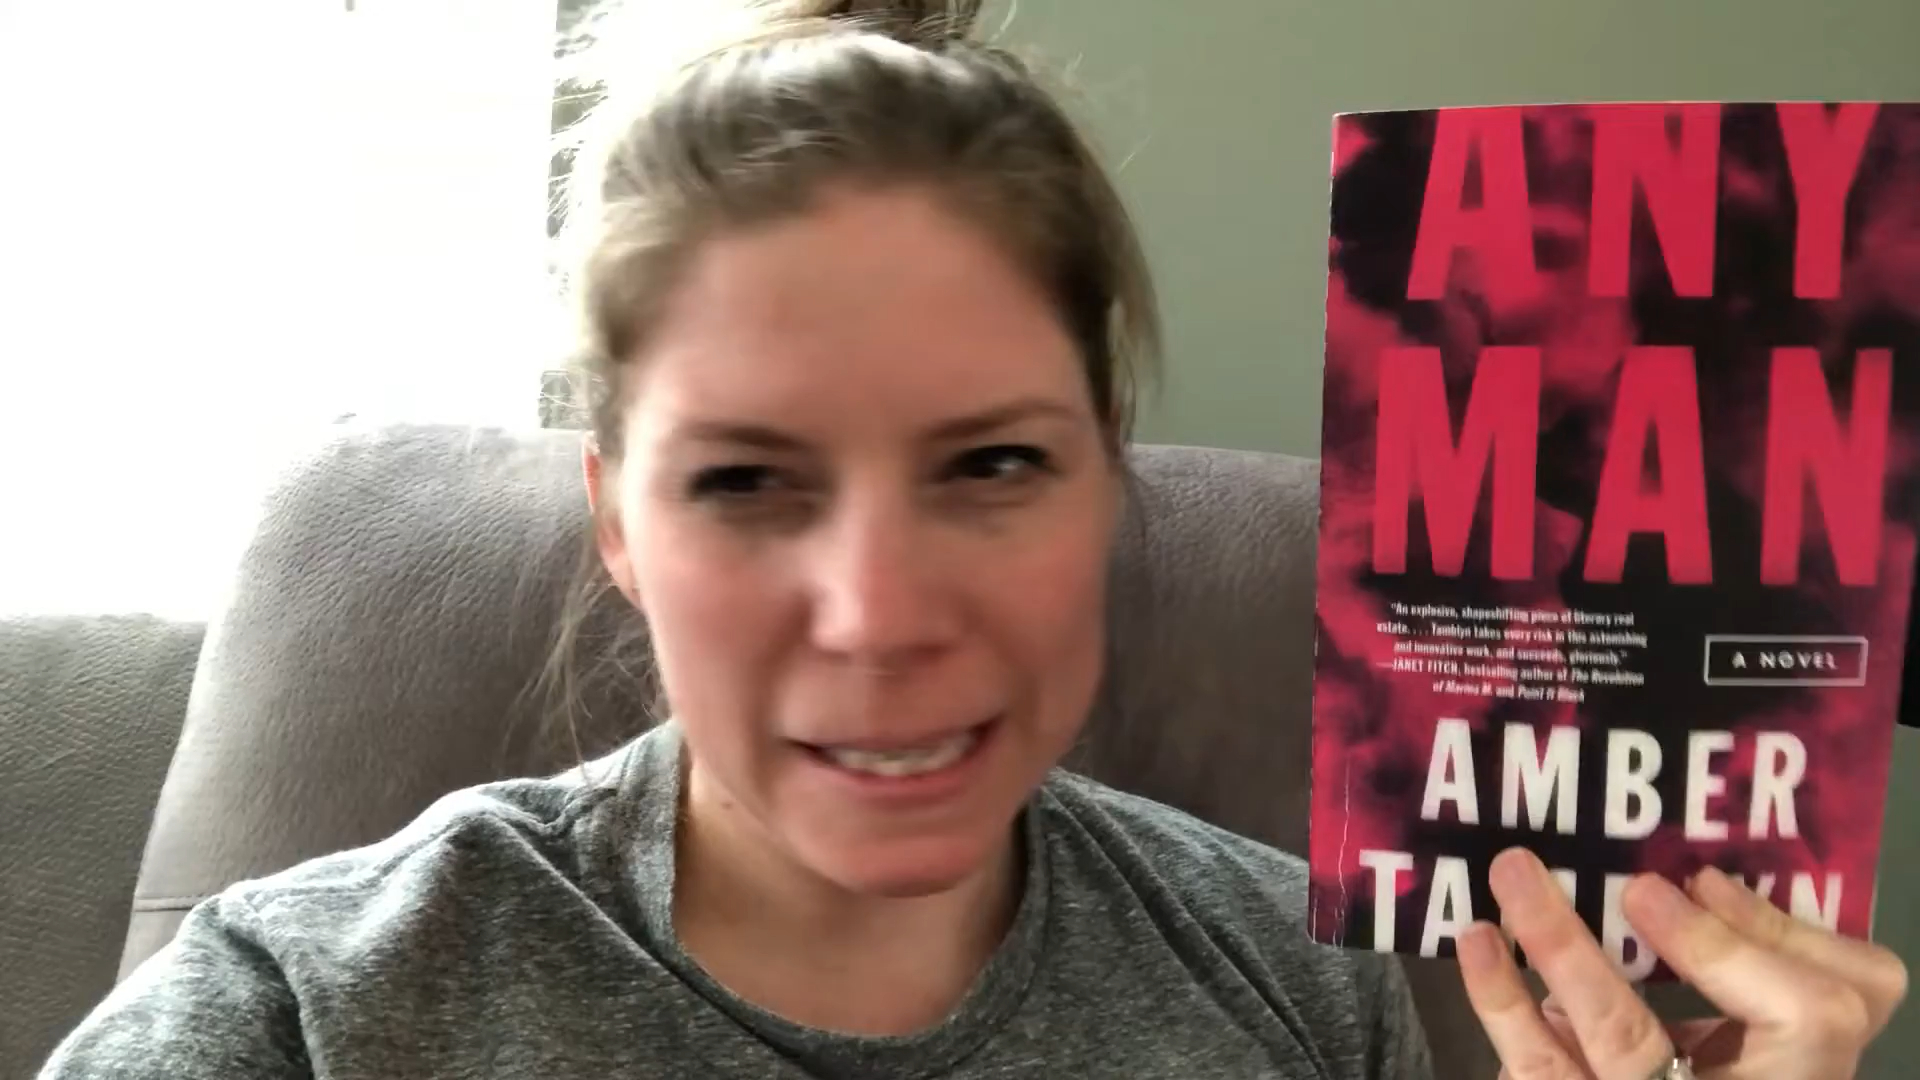 ANY
MAN
"An explosive, shapeshifting piece of literary real
estate. . . . Tamblyn takes every risk in this astonishing
and innovative work, and succeeds, gloriously."
—JANET FITCH, bestselling author of The Revolution
of Marina M. and Paint It Black
A NOVEL
AMBER
TAMBLYN